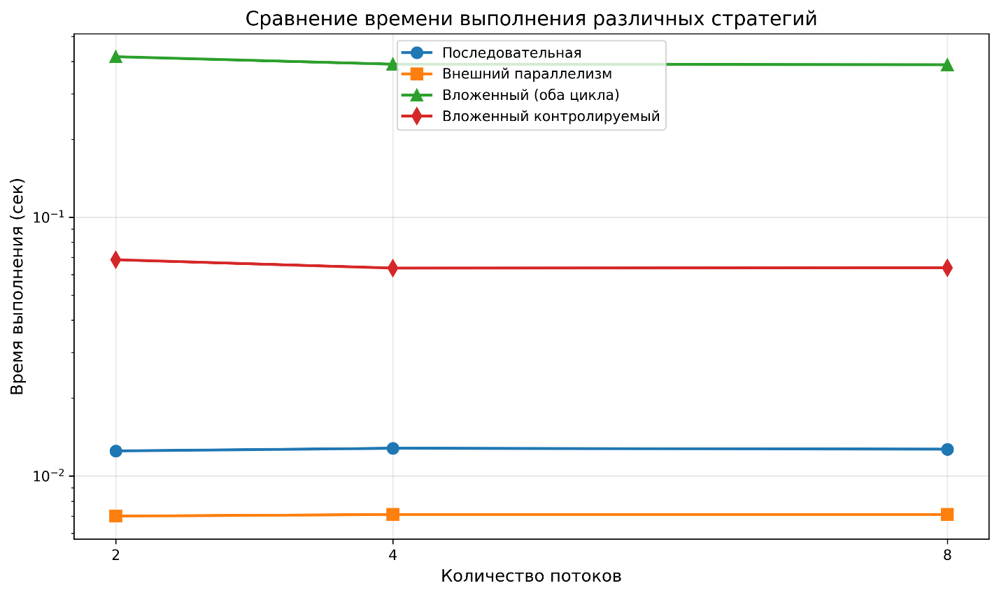 Сравнение времени выполнения различных стратегий
Последовательная
Внешний параллелизм
Вложенный (оба цикла)
Вложенный контролируемый
Время выполнения (сек)
10⁻¹
10⁻²
2 4 8
Количество потоков